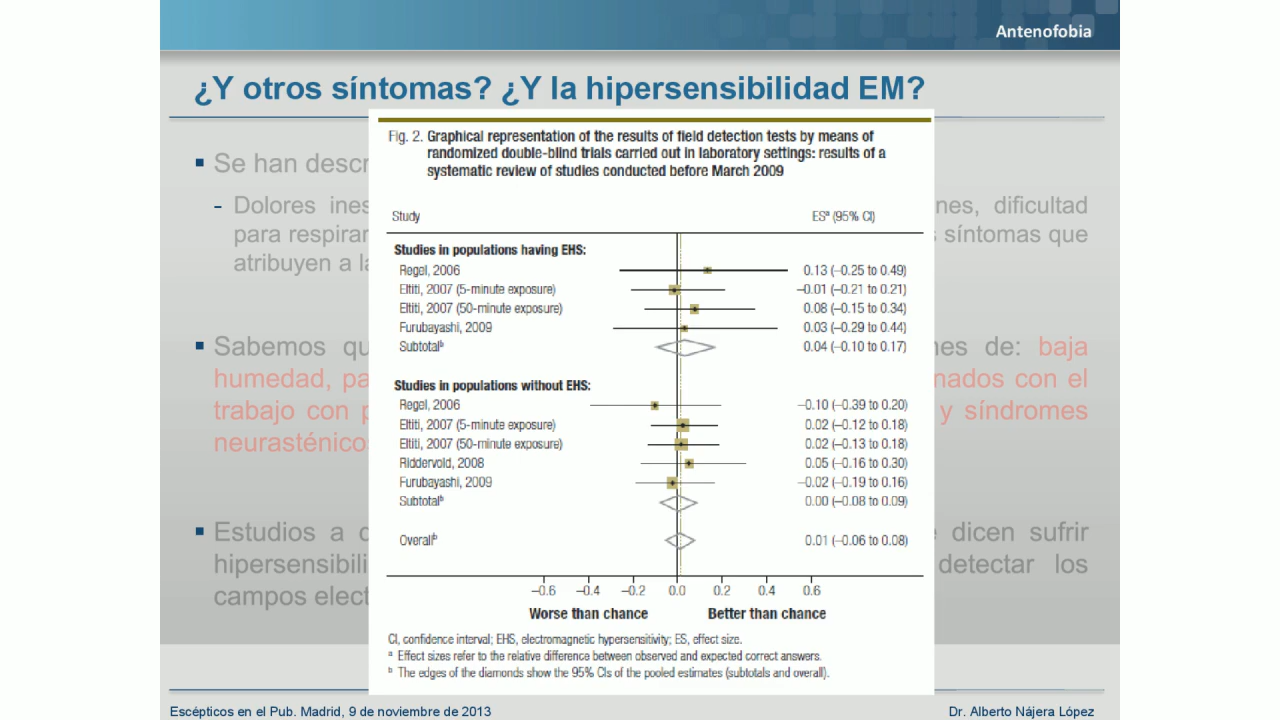 Antenofobia
¿Y otros síntomas? ¿Y la hipersensibilidad EM?
Fig. 2. Graphical representation of the results of field detection tests by means of
randomized double-blind trials carried out in laboratory settings: results of a
systematic review of studies conducted before March 2009
Study ESª (95% CI)
Studies in populations having EHS:
Regel, 2006 0.13 (–0.25 to 0.49)
Eltiti, 2007 (5-minute exposure) –0.01 (–0.21 to 0.21)
Eltiti, 2007 (50-minute exposure) 0.08 (–0.15 to 0.34)
Furubayashi, 2009 0.03 (–0.29 to 0.44)
Subtotalᵇ 0.04 (–0.10 to 0.17)
Studies in populations without EHS:
Regel, 2006 –0.10 (–0.39 to 0.20)
Eltiti, 2007 (5-minute exposure) 0.02 (–0.12 to 0.18)
Eltiti, 2007 (50-minute exposure) 0.02 (–0.13 to 0.18)
Riddervold, 2008 0.05 (–0.16 to 0.30)
Furubayashi, 2009 –0.02 (–0.19 to 0.16)
Subtotalᵇ 0.00 (–0.08 to 0.09)
Overallᵇ 0.01 (–0.06 to 0.08)
–0.6 –0.4 –0.2 0.0 0.2 0.4 0.6
Worse than chance Better than chance
CI, confidence interval; EHS, electromagnetic hypersensitivity; ES, effect size.
ª Effect sizes refer to the relative difference between observed and expected correct answers.
ᵇ The edges of the diamonds show the 95% CIs of the pooled estimates (subtotals and overall).
Se han
Dolores dificultad
para síntomas que
atribuyen a
Sabemos de: baja
humedad, con el
trabajo con y síndromes
Estudios a dicen sufrir
detectar los
campos
Escépticos en el Pub. Madrid, 9 de noviembre de 2013 Dr. Alberto Nájera López